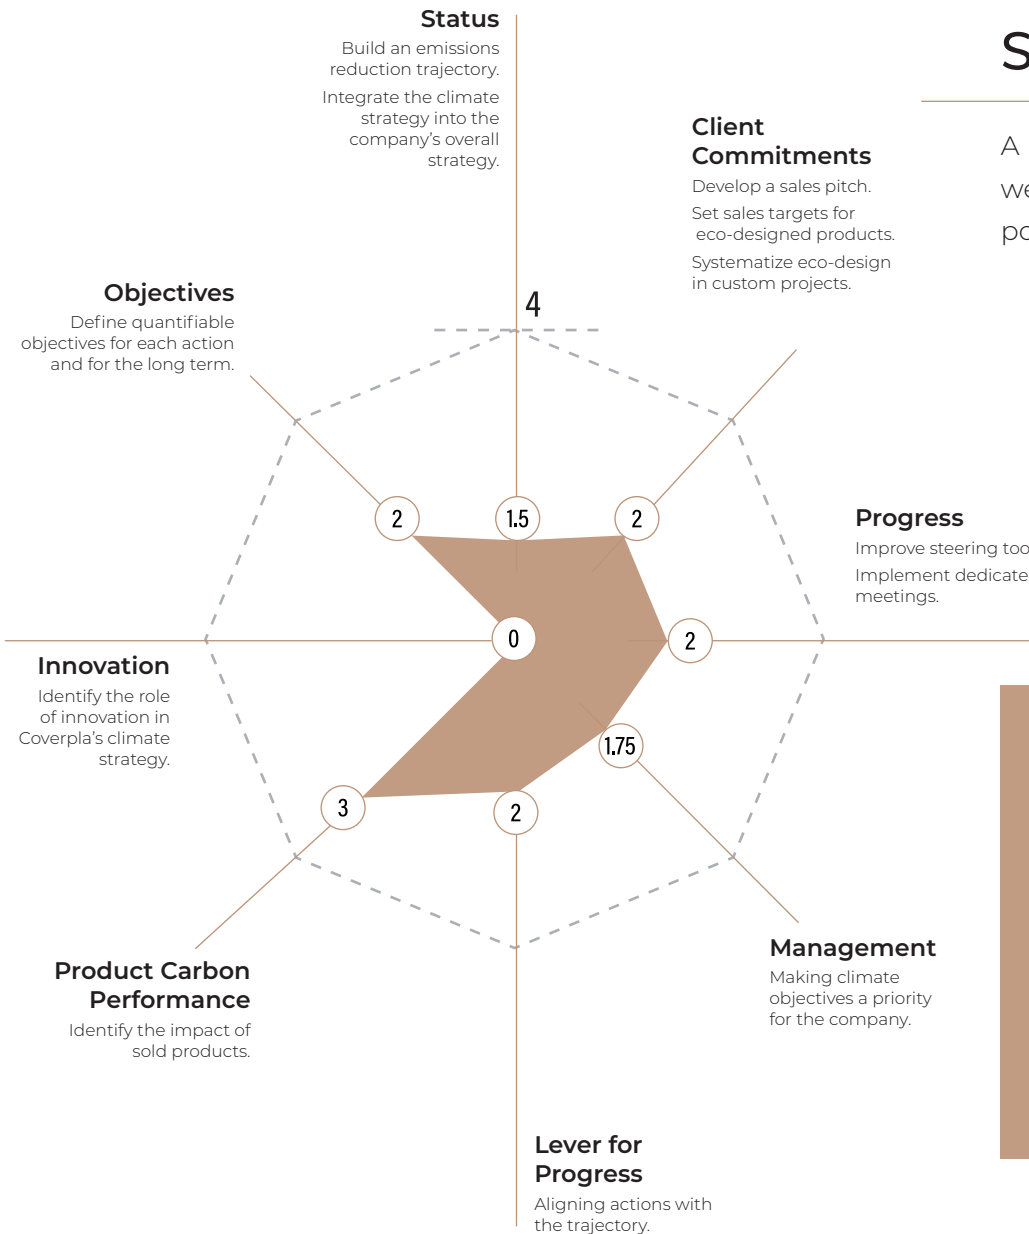 Status
Build an emissions
reduction trajectory.
Integrate the climate
strategy into the
company's overall
strategy.
S
A
we
po
Client
Commitments
Develop a sales pitch.
Set sales targets for
eco-designed products.
Systematize eco-design
in custom projects.
Objectives
Define quantifiable
objectives for each action
and for the long term.
4
2
1.5
2
Progress
Improve steering too
Implement dedicate
meetings.
0
2
Innovation
Identify the role
of innovation in
Coverpla's climate
strategy.
1.75
3
2
Product Carbon
Performance
Identify the impact of
sold products.
Management
Making climate
objectives a priority
for the company.
Lever for
Progress
Aligning actions with
the trajectory.